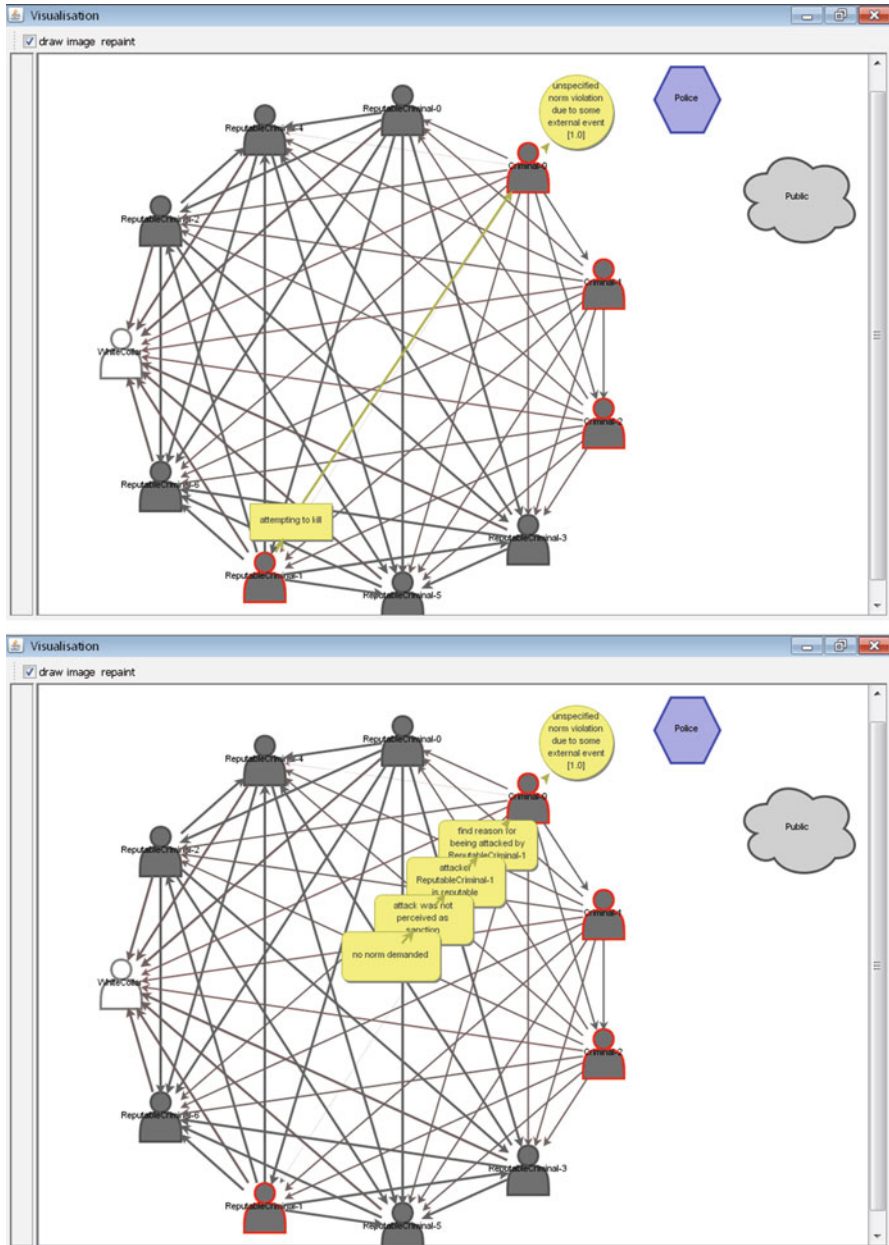 Visualisation
draw image repaint
unspecified
norm violation
due to some
external event
[1.0]
Police
ReputableCriminal-0
ReputableCriminal-4
Criminal-0
Public
ReputableCriminal-2
Criminal-1
WhiteCollar
Criminal-2
ReputableCriminal-6
attempting to kill
ReputableCriminal-3
ReputableCriminal-1
ReputableCriminal-5
Visualisation
draw image repaint
unspecified
norm violation
due to some
external event
[1.0]
Police
ReputableCriminal-0
ReputableCriminal-4
Criminal-0
Public
find reason for
beeing attacked by
ReputableCriminal-1
ReputableCriminal-2
attacker
ReputableCriminal-1
is reputable
Criminal-1
attack was not
perceived as
sanction
no norm demanded
WhiteCollar
Criminal-2
ReputableCriminal-6
ReputableCriminal-3
ReputableCriminal-1
ReputableCriminal-5